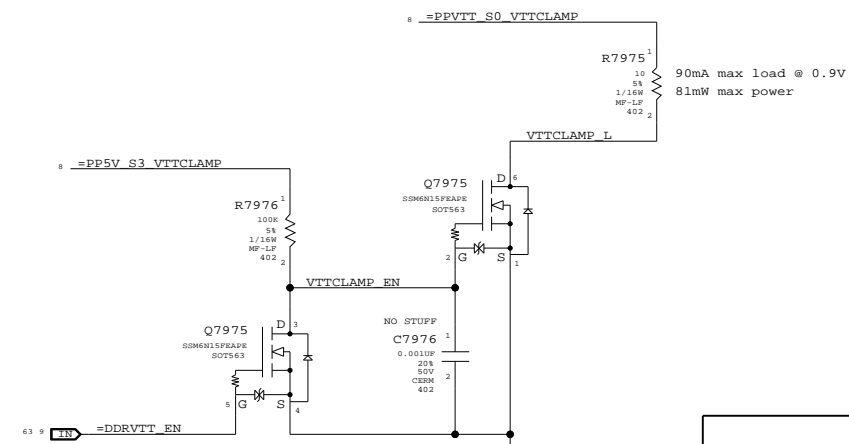 8 =PPVTT_S0_VTTCLAMP
R7975 1
10
5%
1/16W
MF-LF
402 2
90mA max load @ 0.9V
81mW max power
VTTCLAMP_L
8 =PP5V_S3_VTTCLAMP
Q7975
SSM6N15FEAPE
SOT563
D 6
2 G S 1
R7976 1
100K
5%
1/16W
MF-LF
402 2
VTTCLAMP_EN
Q7975
SSM6N15FEAPE
SOT563
D 3
5 G S 4
NO STUFF
C7976 1
0.001UF
20%
50V
CERM
402
2
63 9 IN =DDRVTT_EN